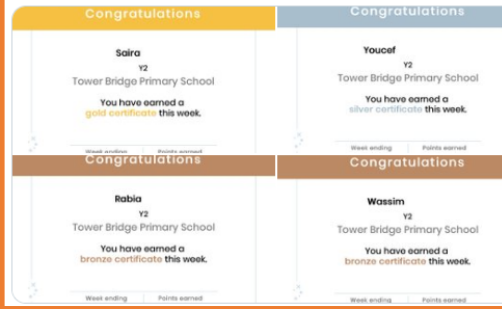 Congratulations
Saira
Y2
Tower Bridge Primary School
You have earned a
gold certificate this week.
Week ending Points earned
Congratulations
Youcef
Y2
Tower Bridge Primary School
You have earned a
silver certificate this week.
Week ending Points earned
Congratulations
Rabia
Y2
Tower Bridge Primary School
You have earned a
bronze certificate this week.
Week ending Points earned
Congratulations
Wassim
Y2
Tower Bridge Primary School
You have earned a
bronze certificate this week.
Week ending Points earned